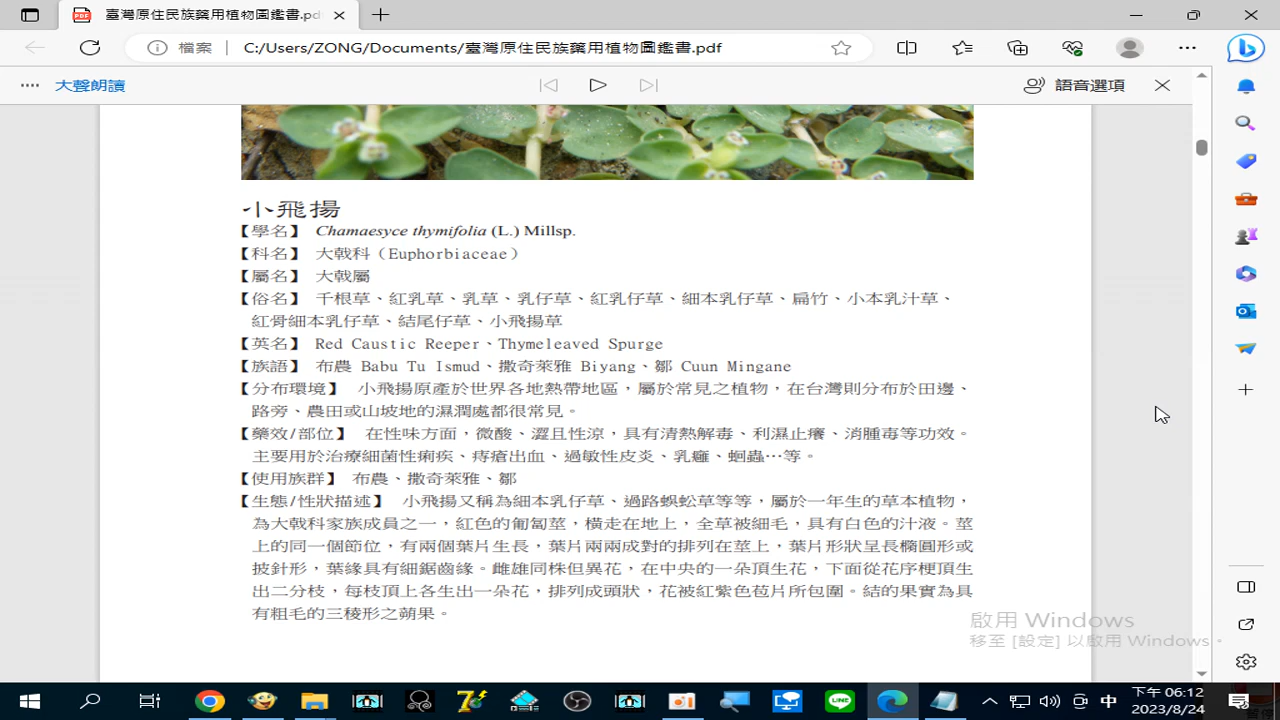 臺灣原住民族藥用植物圖鑑書.pd
檔案 C:/Users/ZONG/Documents/臺灣原住民族藥用植物圖鑑書.pdf
大聲朗讀 語音選項
小飛揚
【學名】 Chamaesyce thymifolia (L.) Millsp.
【科名】 大戟科（Euphorbiaceae）
【屬名】 大戟屬
【俗名】 千根草、紅乳草、乳草、乳仔草、紅乳仔草、細本乳仔草、扁竹、小本乳汁草、
紅骨細本乳仔草、結尾仔草、小飛揚草
【英名】 Red Caustic Reeper、Thymeleaved Spurge
【族語】 布農 Babu Tu Ismud、撒奇萊雅 Biyang、鄒 Cuun Mingane
【分布環境】 小飛揚原產於世界各地熱帶地區，屬於常見之植物，在台灣則分布於田邊、
路旁、農田或山坡地的濕潤處都很常見。
【藥效/部位】 在性味方面，微酸、澀且性涼，具有清熱解毒、利濕止癢、消腫毒等功效。
主要用於治療細菌性痢疾、痔瘡出血、過敏性皮炎、乳癰、蛔蟲…等。
【使用族群】 布農、撒奇萊雅、鄒
【生態/性狀描述】 小飛揚又稱為細本乳仔草、過路蜈蚣草等等，屬於一年生的草本植物，
為大戟科家族成員之一，紅色的匍匐莖，橫走在地上，全草被細毛，具有白色的汁液。莖
上的同一個節位，有兩個葉片生長，葉片兩兩成對的排列在莖上，葉片形狀呈長橢圓形或
披針形，葉緣具有細鋸齒緣。雌雄同株但異花，在中央的一朵頂生花，下面從花序梗頂生
出二分枝，每枝頂上各生出一朵花，排列成頭狀，花被紅紫色苞片所包圍。結的果實為具
有粗毛的三稜形之蒴果。
啟用 Windows
移至 [設定] 以啟用 Windows。
中
下午 06:12
2023/8/24